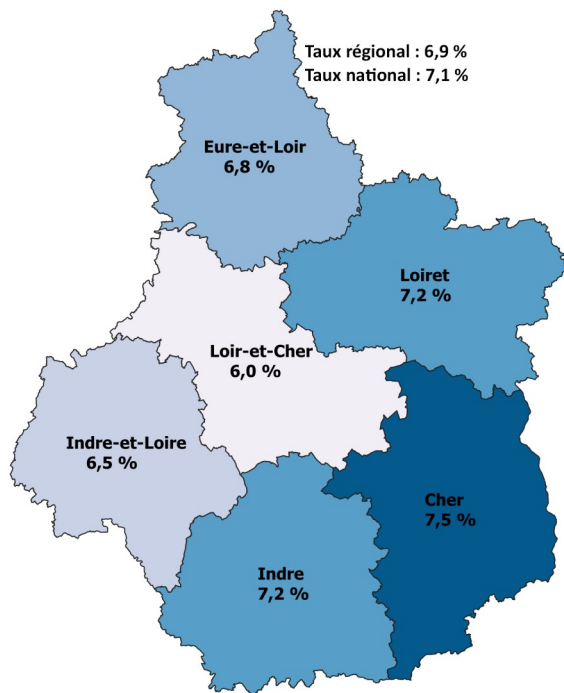 Taux régional : 6,9 %
Taux national : 7,1 %
Eure-et-Loir
6,8 %
Loiret
7,2 %
Loir-et-Cher
6,0 %
Indre-et-Loire
6,5 %
Cher
7,5 %
Indre
7,2 %